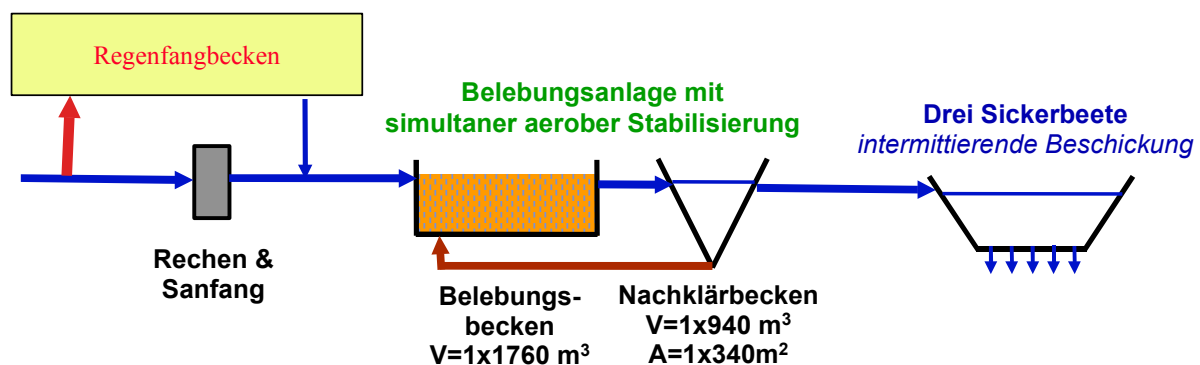 Regenfangbecken
Belebungsanlage mit
simultaner aerober Stabilisierung
Drei Sickerbeete
intermittierende Beschickung
Rechen &
Sanfang
Belebungs-
becken
V=1x1760 m³
Nachklärbecken
V=1x940 m³
A=1x340m²